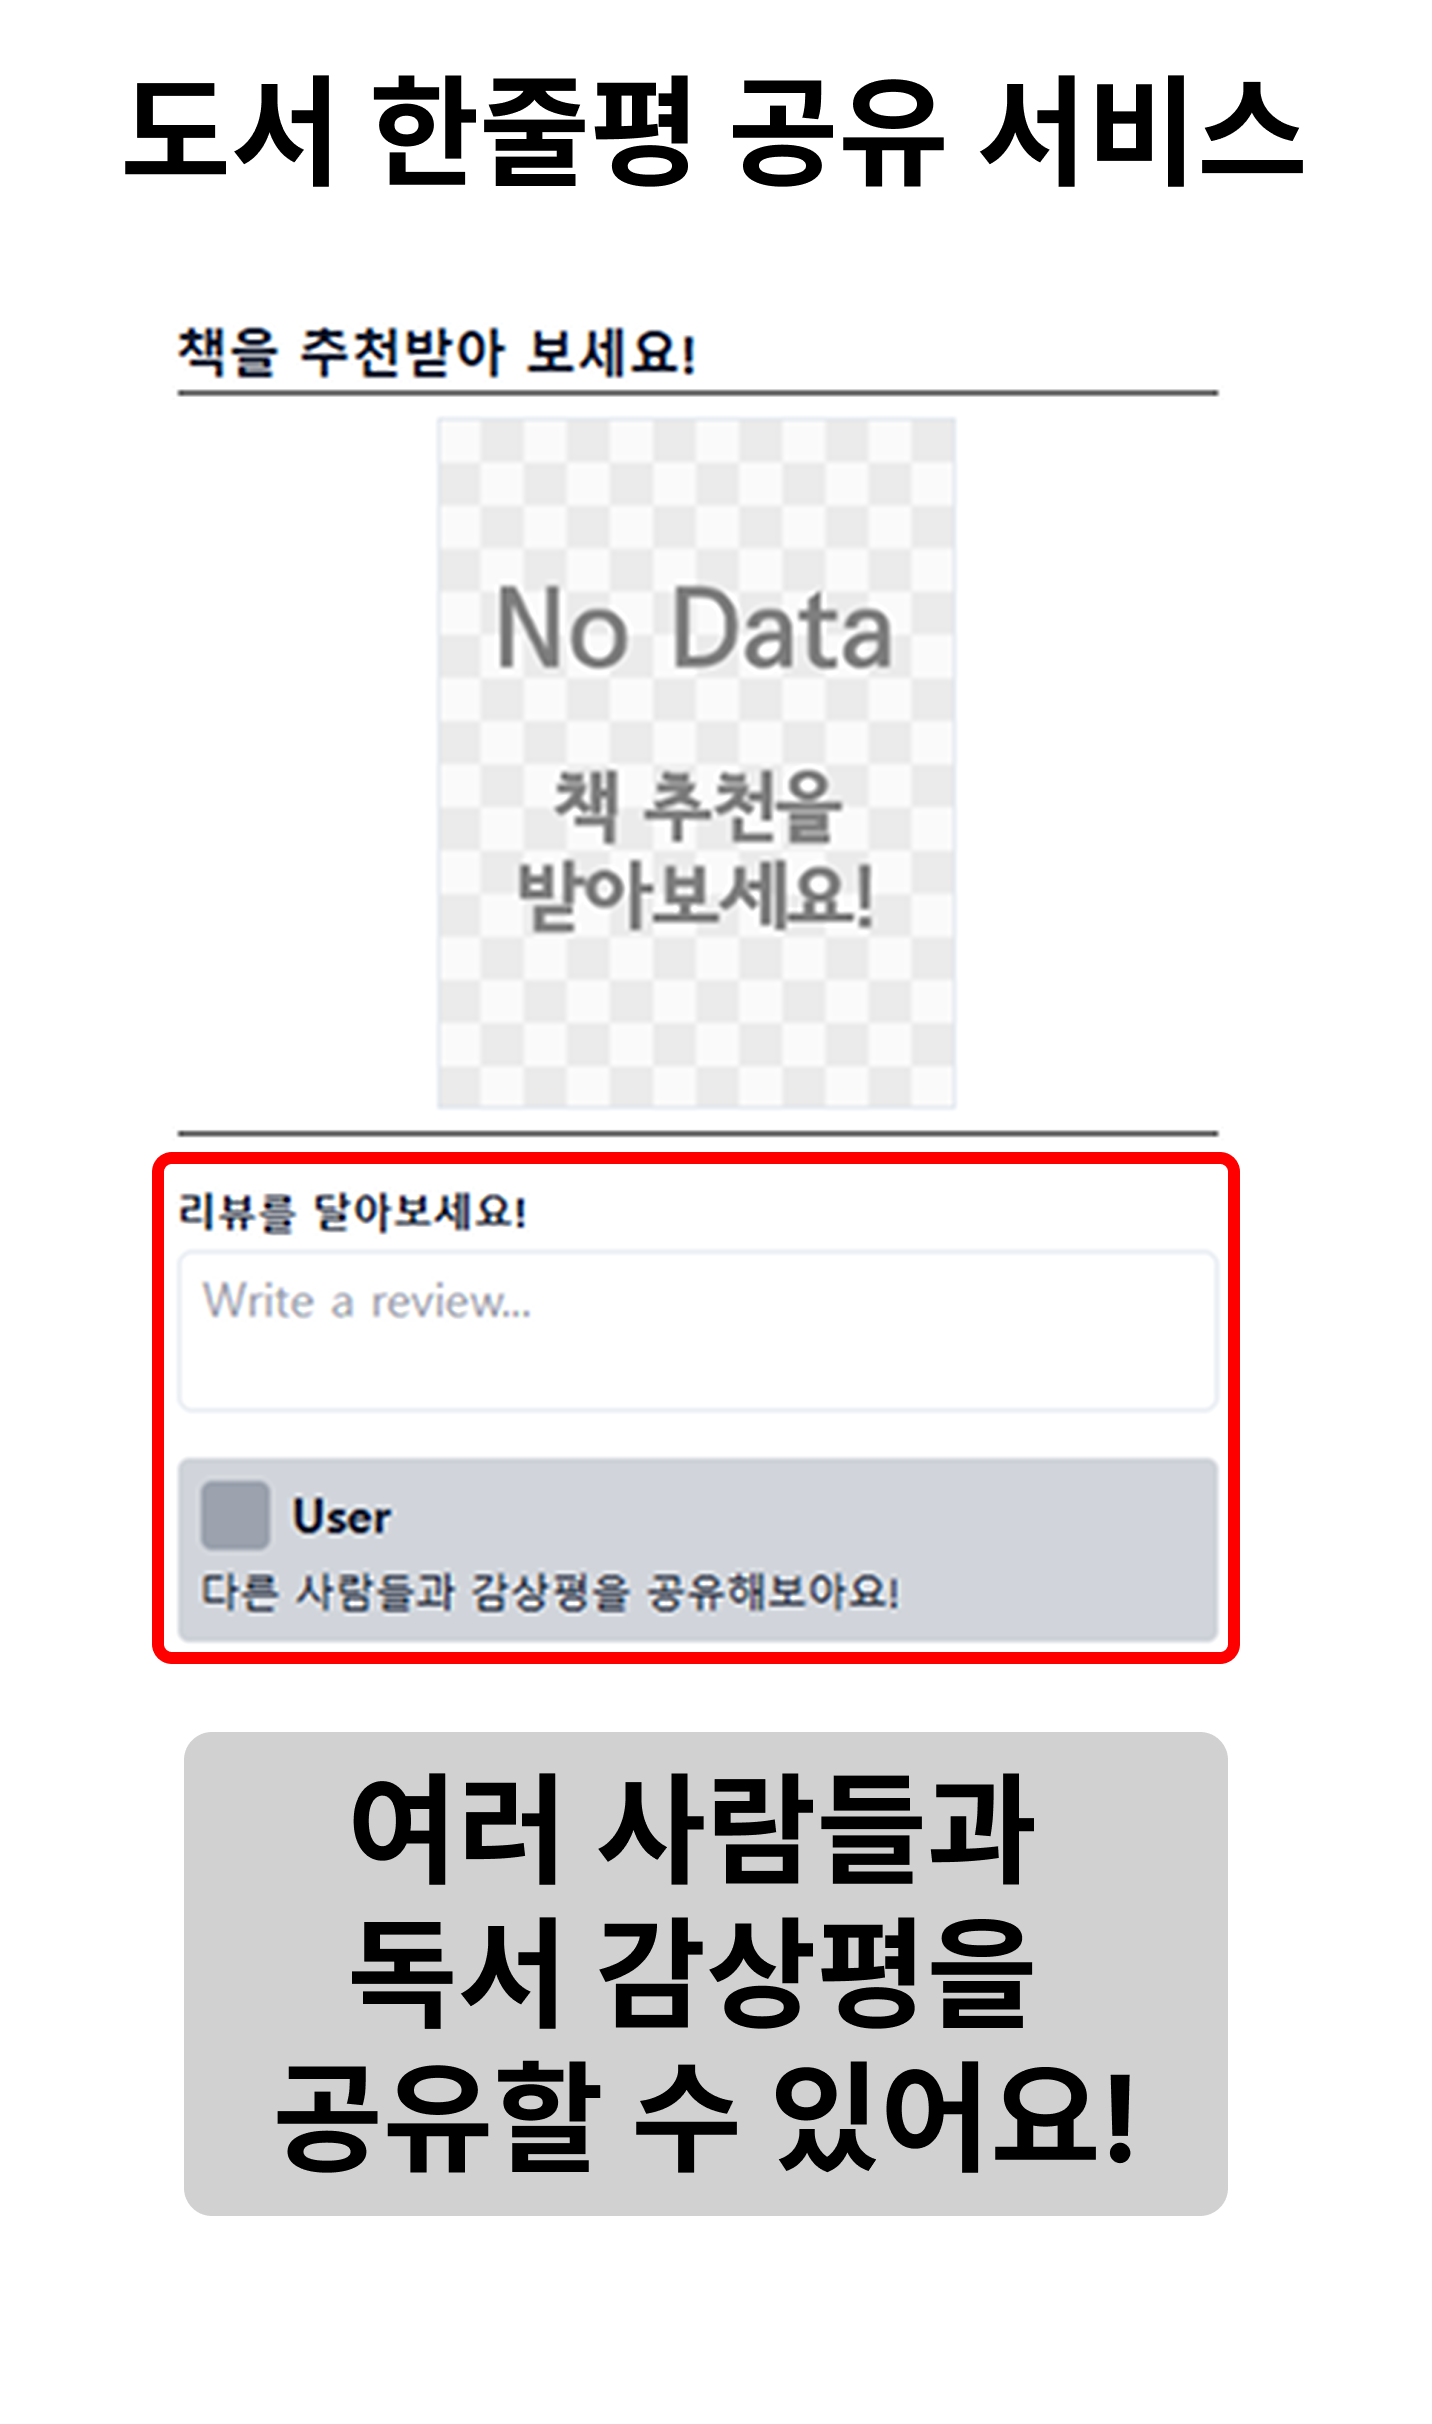 도서 한줄평 공유 서비스
책을 추천받아 보세요!
No Data
책 추천을
받아보세요!
리뷰를 달아보세요!
Write a review...
User
다른 사람들과 감상평을 공유해보아요!
여러 사람들과
독서 감상평을
공유할 수 있어요!